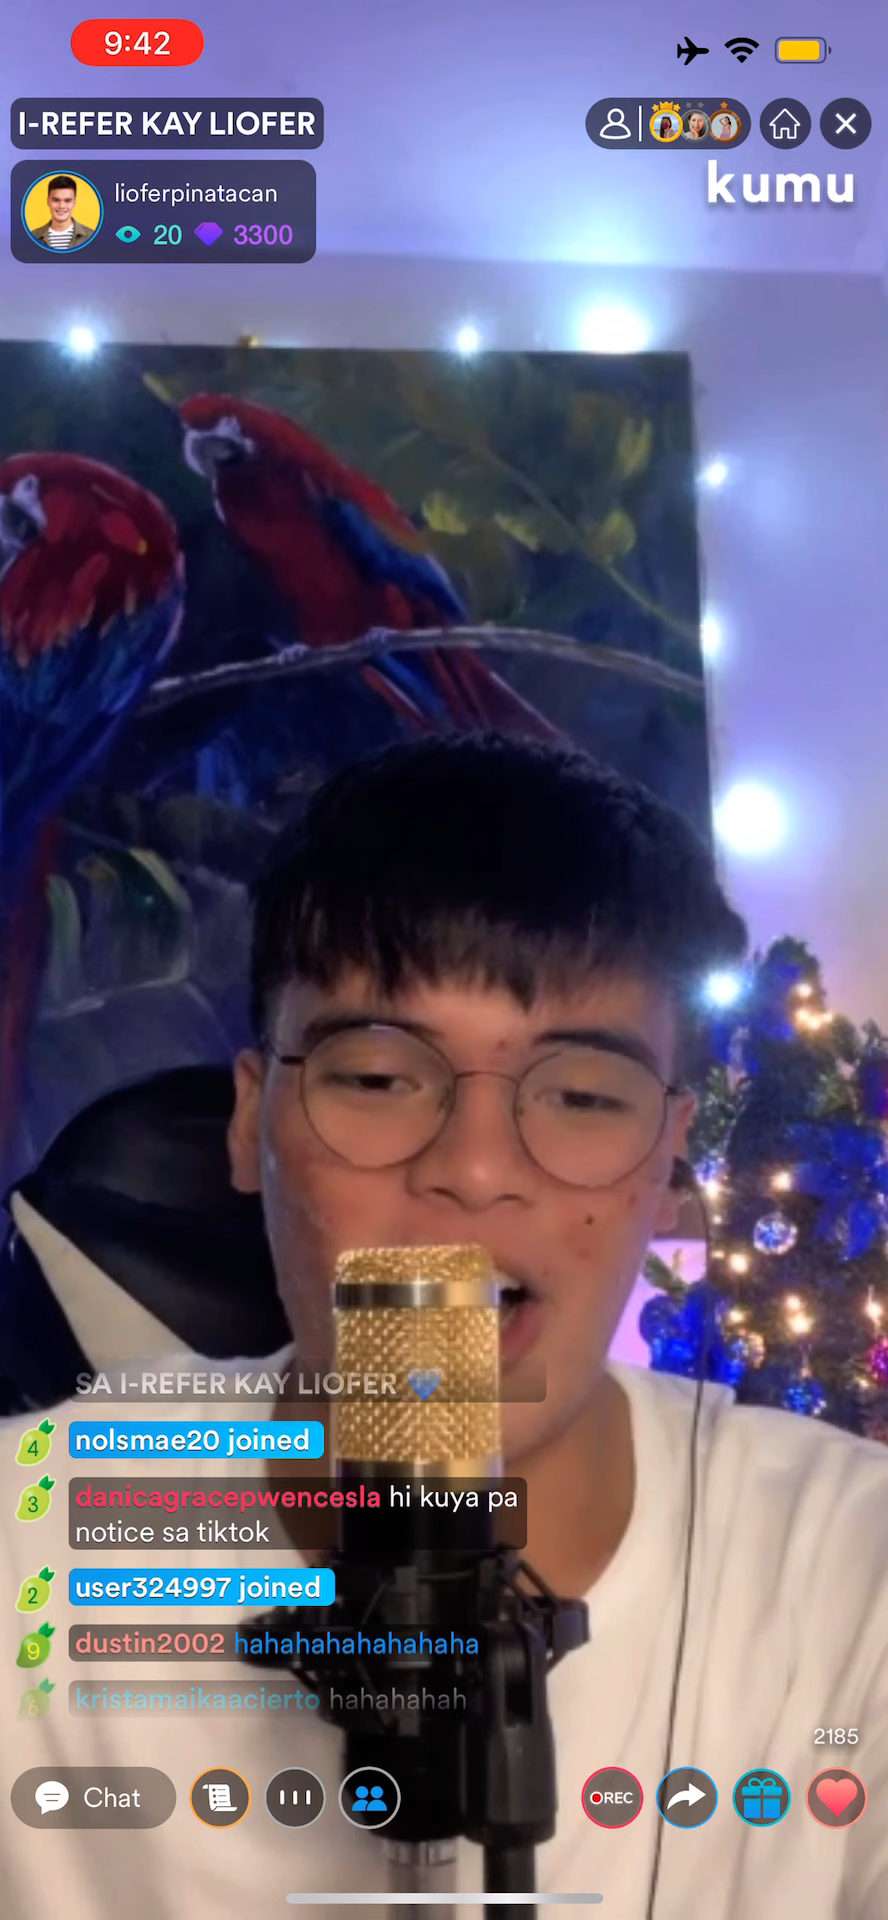 9:42
I-REFER KAY LIOFER
lioferpinatacan
20 3300
kumu
SA I-REFER KAY LIOFER
4 nolsmae20 joined
3 danicagracepwencesla hi kuya pa
notice sa tiktok
2 user324997 joined
9 dustin2002 hahahahahahahaha
6 kristamaikaacierto hahahahah
2185
Chat
REC